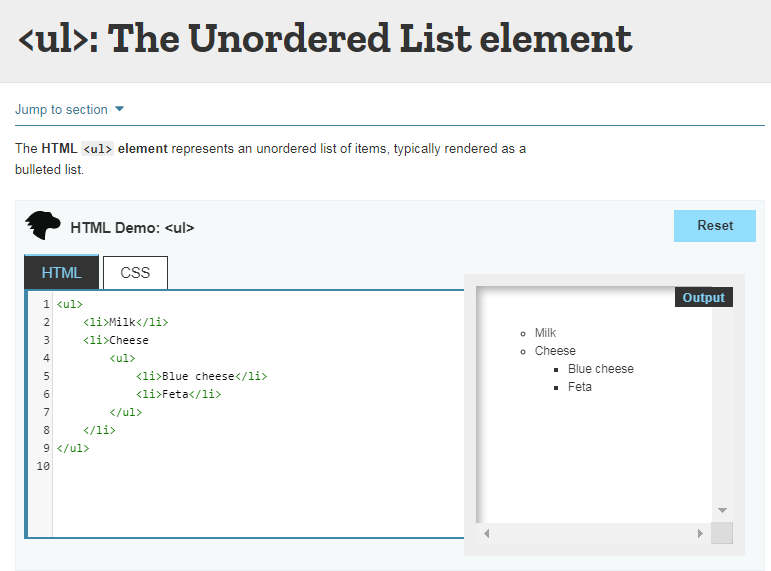 <ul>: The Unordered List element
Jump to section
The HTML <ul> element represents an unordered list of items, typically rendered as a
bulleted list.
HTML Demo: <ul>
Reset
HTML
CSS
1 <ul>
2     <li>Milk</li>
3     <li>Cheese
4         <ul>
5             <li>Blue cheese</li>
6             <li>Feta</li>
7         </ul>
8     </li>
9 </ul>
10
Output
Milk
Cheese
Blue cheese
Feta